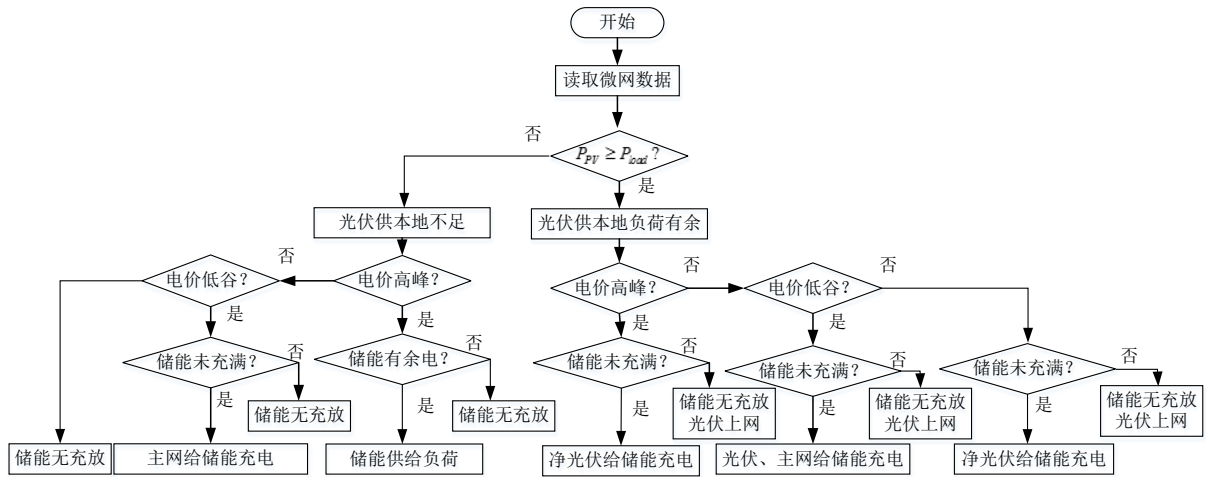 开始
读取微网数据
否
P_PV ≥ P_load ?
是
光伏供本地不足
光伏供本地负荷有余
否
电价低谷?
电价高峰?
电价高峰?
否
电价低谷?
否
是
是
是
是
储能未充满?
否
储能有余电?
否
储能未充满?
否
储能未充满?
否
储能未充满?
否
是
储能无充放
是
储能无充放
是
储能无充放
光伏上网
是
储能无充放
光伏上网
是
储能无充放
光伏上网
储能无充放
主网给储能充电
储能供给负荷
净光伏给储能充电
光伏、主网给储能充电
净光伏给储能充电